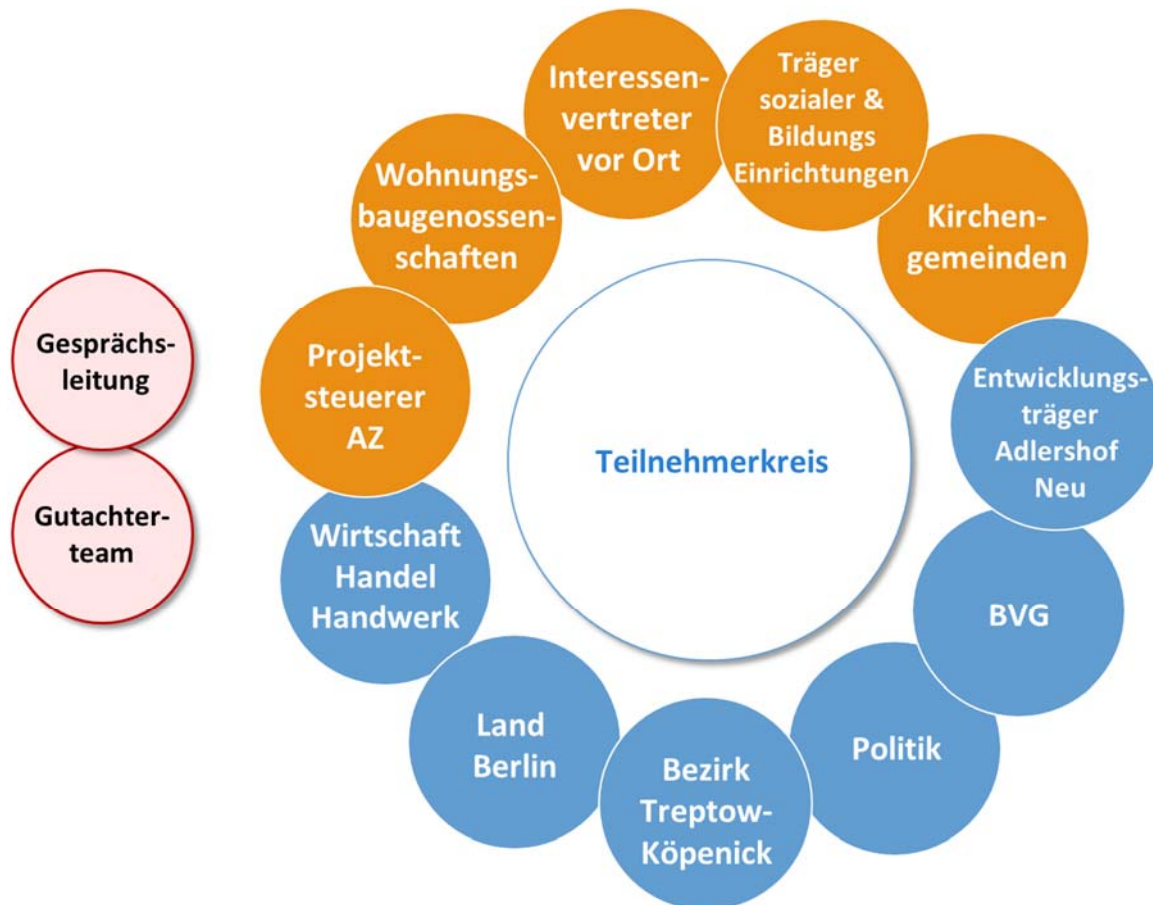 Interessen-
vertreter
vor Ort
Träger
sozialer &
Bildungs
Einrichtungen
Wohnungs-
baugenossen-
schaften
Kirchen-
gemeinden
Gesprächs-
leitung
Projekt-
steuerer
AZ
Entwicklungs-
träger
Adlershof
Neu
Teilnehmerkreis
Gutachter-
team
Wirtschaft
Handel
Handwerk
BVG
Land
Berlin
Politik
Bezirk
Treptow-
Köpenick